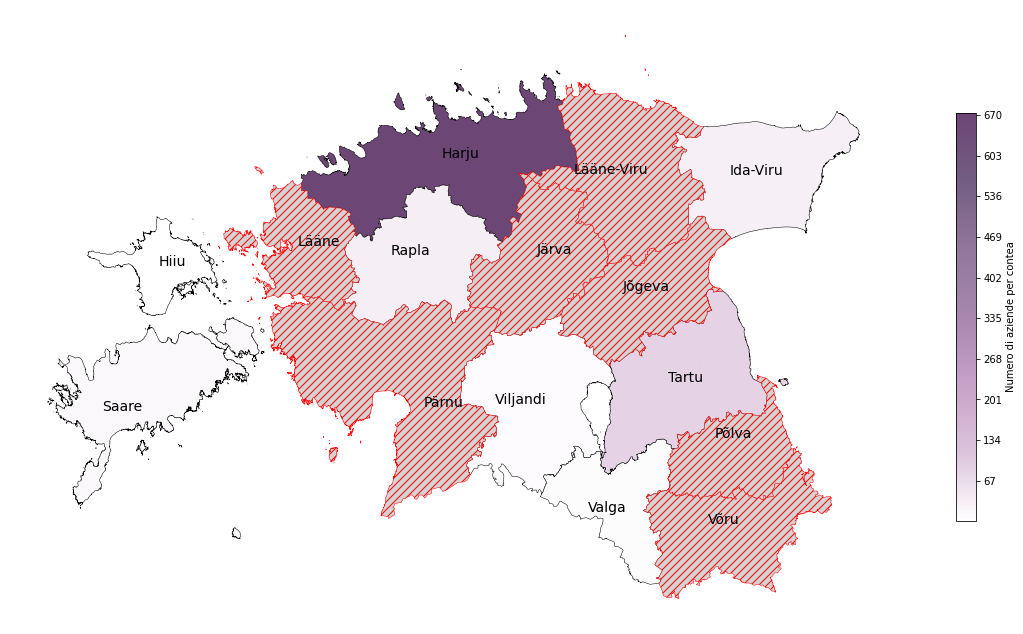 Harju
Lääne-Viru
Ida-Viru
Lääne
Rapla
Järva
Hiiu
Jõgeva
Tartu
Saare
Pärnu
Viljandi
Põlva
Valga
Võru
670
603
536
469
402
335
268
201
134
67
Numero di aziende per contea